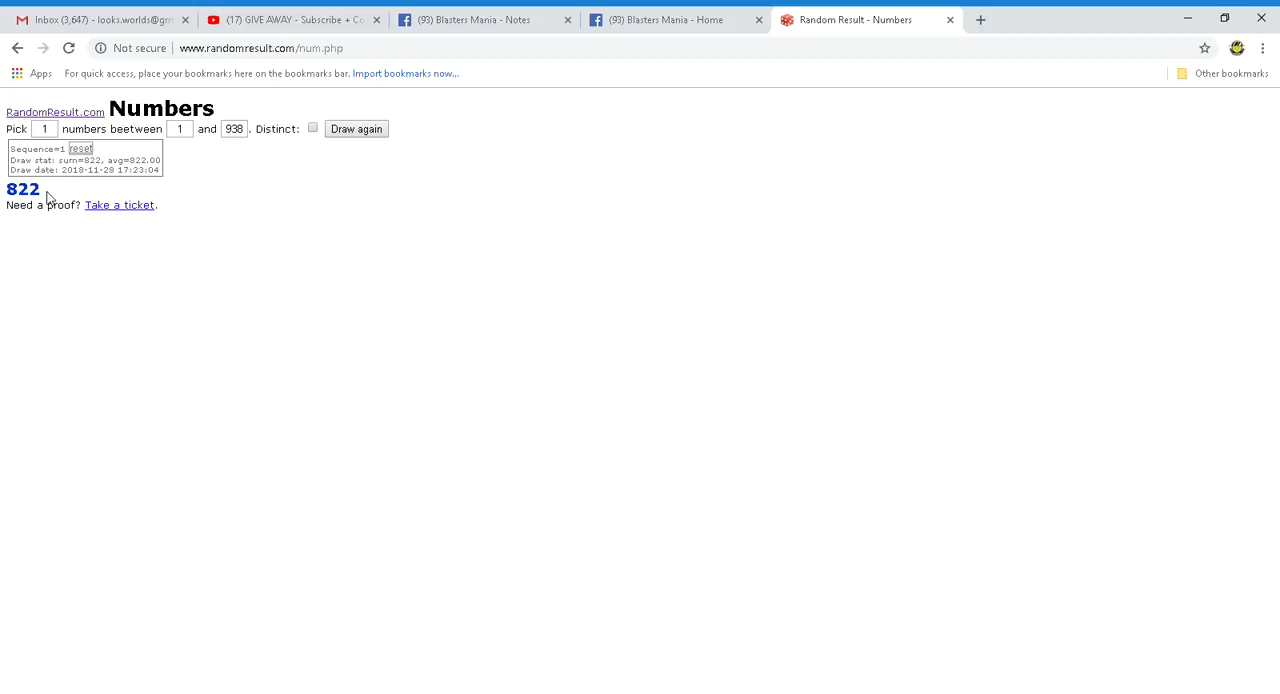 Inbox (3,647) - looks.worlds@gm
(17) GIVE AWAY - Subscribe + Co
(93) Blasters Mania - Notes
(93) Blasters Mania - Home
Random Result - Numbers
Not secure
www.randomresult.com/num.php
Apps
For quick access, place your bookmarks here on the bookmarks bar. Import bookmarks now...
Other bookmarks
RandomResult.com Numbers
Pick 1 numbers beetween 1 and 938 . Distinct: Draw again
Sequence=1 reset
Draw stat: sum=822, avg=822.00
Draw date: 2018-11-28 17:23:04
822
Need a proof? Take a ticket.